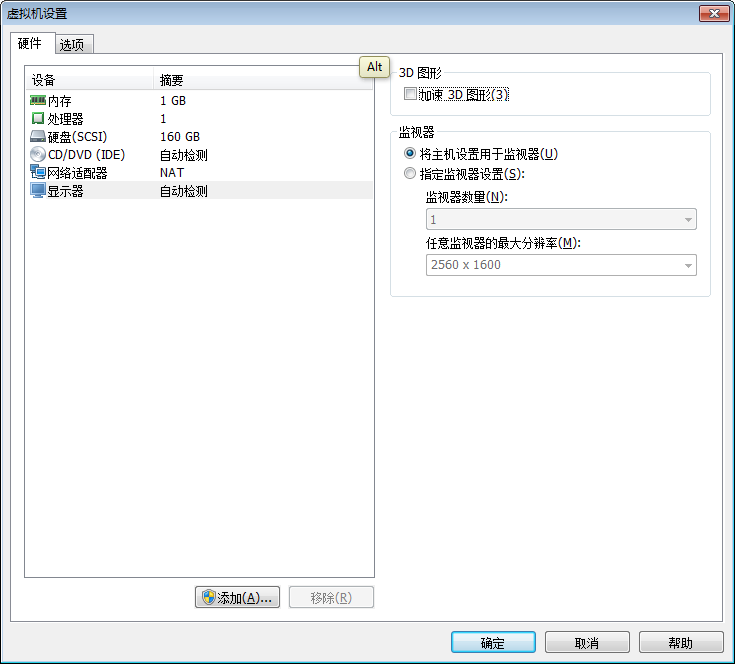 虚拟机设置
硬件 选项
Alt
设备 摘要
内存 1 GB
处理器 1
硬盘(SCSI) 160 GB
CD/DVD (IDE) 自动检测
网络适配器 NAT
显示器 自动检测
添加(A)... 移除(R)
3D 图形
加速 3D 图形(3)
监视器
将主机设置用于监视器(U)
指定监视器设置(S):
监视器数量(N):
1
任意监视器的最大分辨率(M):
2560 x 1600
确定 取消 帮助